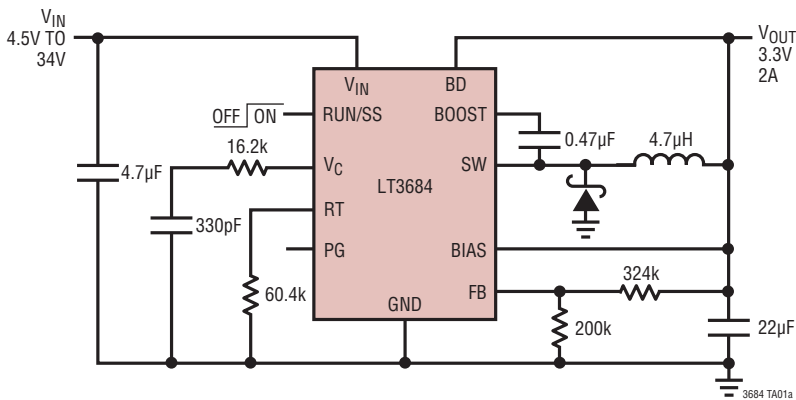 VIN
4.5V TO
34V
VOUT
3.3V
2A
VIN
BD
OFF ON
RUN/SS
BOOST
0.47µF
4.7µH
16.2k
VC
SW
4.7µF
LT3684
330pF
RT
PG
BIAS
60.4k
324k
FB
GND
200k
22µF
3684 TA01a